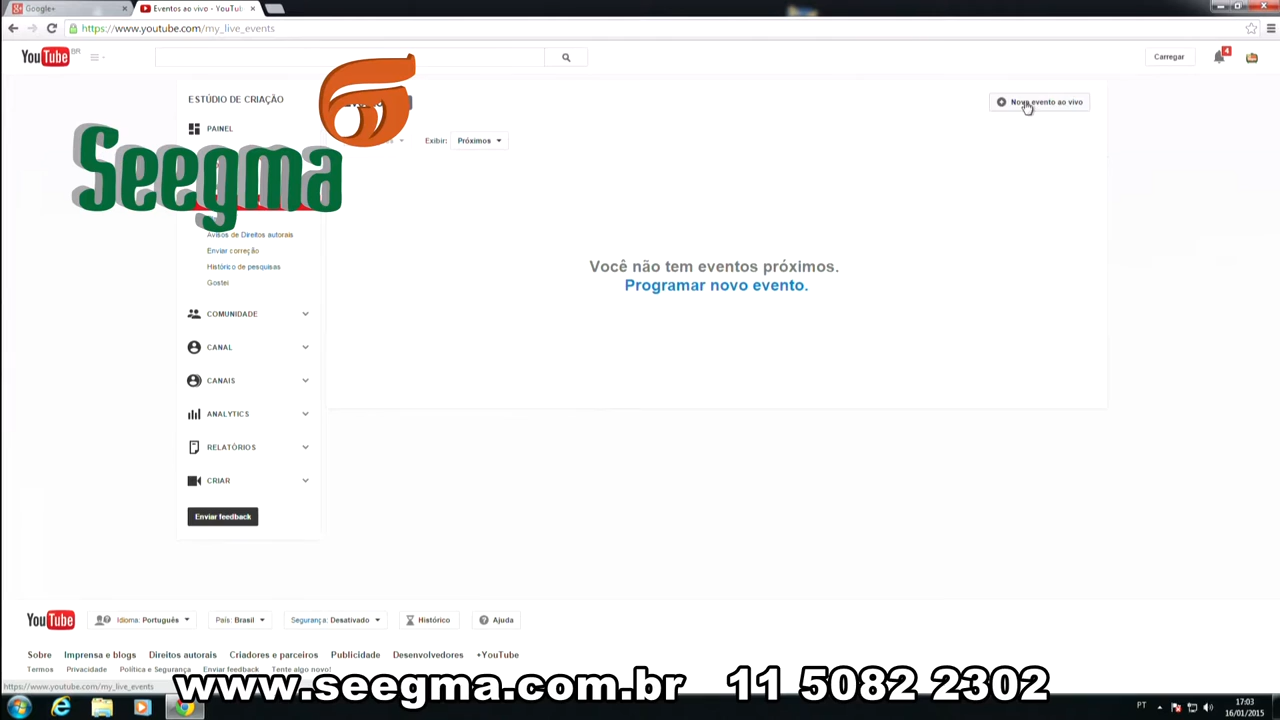 Google+
Eventos ao vivo - YouTu
https://www.youtube.com/my_live_events
YouTube BR
Carregar
4
ESTÚDIO DE CRIAÇÃO
Novo evento ao vivo
PAINEL
Exibir: Próximos
Seegma
Avisos de Direitos autorais
Enviar correção
Histórico de pesquisas
Gostei
Você não tem eventos próximos.
Programar novo evento.
COMUNIDADE
CANAL
CANAIS
ANALYTICS
RELATÓRIOS
CRIAR
Enviar feedback
YouTube Idioma: Português País: Brasil Segurança: Desativado Histórico Ajuda
Sobre Imprensa e blogs Direitos autorais Criadores e parceiros Publicidade Desenvolvedores +YouTube
Termos Privacidade Política e Segurança Enviar feedback Tente algo novo!
https://www.youtube.com/my_live_events
www.seegma.com.br 11 5082 2302
PT 17:03
16/01/2015